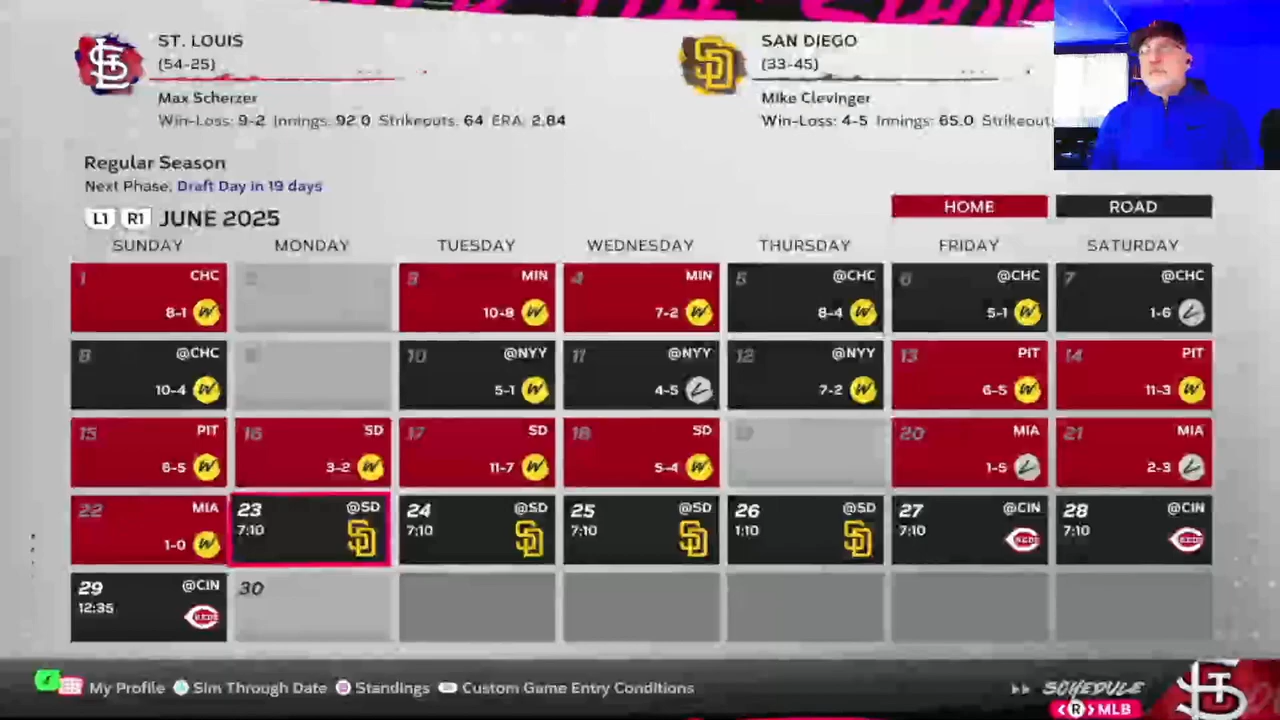 ST. LOUIS
(54-25)
Max Scherzer
Win-Loss: 9-2 Innings: 92.0 Strikeouts: 64 ERA: 2.84
SAN DIEGO
(33-45)
Mike Clevinger
Win-Loss: 4-5 Innings: 65.0 Strikeouts
Regular Season
Next Phase, Draft Day in 19 days
L1 R1 JUNE 2025
HOME ROAD
SUNDAY MONDAY TUESDAY WEDNESDAY THURSDAY FRIDAY SATURDAY
1 CHC 3 MIN 4 MIN 5 @CHC 6 @CHC 7 @CHC
8-1 W 10-8 W 7-2 W 8-4 W 5-1 W 1-6 L
8 @CHC 10 @NYY 11 @NYY 12 @NYY 13 PIT 14 PIT
10-4 W 5-1 W 4-5 L 7-2 W 6-5 W 11-3 W
15 PIT 16 SD 17 SD 18 SD 20 MIA 21 MIA
6-5 W 3-2 W 11-7 W 5-4 W 1-5 L 2-3 L
22 MIA 23 @SD 24 @SD 25 @SD 26 @SD 27 @CIN 28 @CIN
1-0 W 7:10 SD 7:10 SD 7:10 SD 1:10 SD 7:10 REDS 7:10 REDS
29 @CIN 30
12:35 REDS
My Profile Sim Through Date Standings Custom Game Entry Conditions
SCHEDULE
R MLB